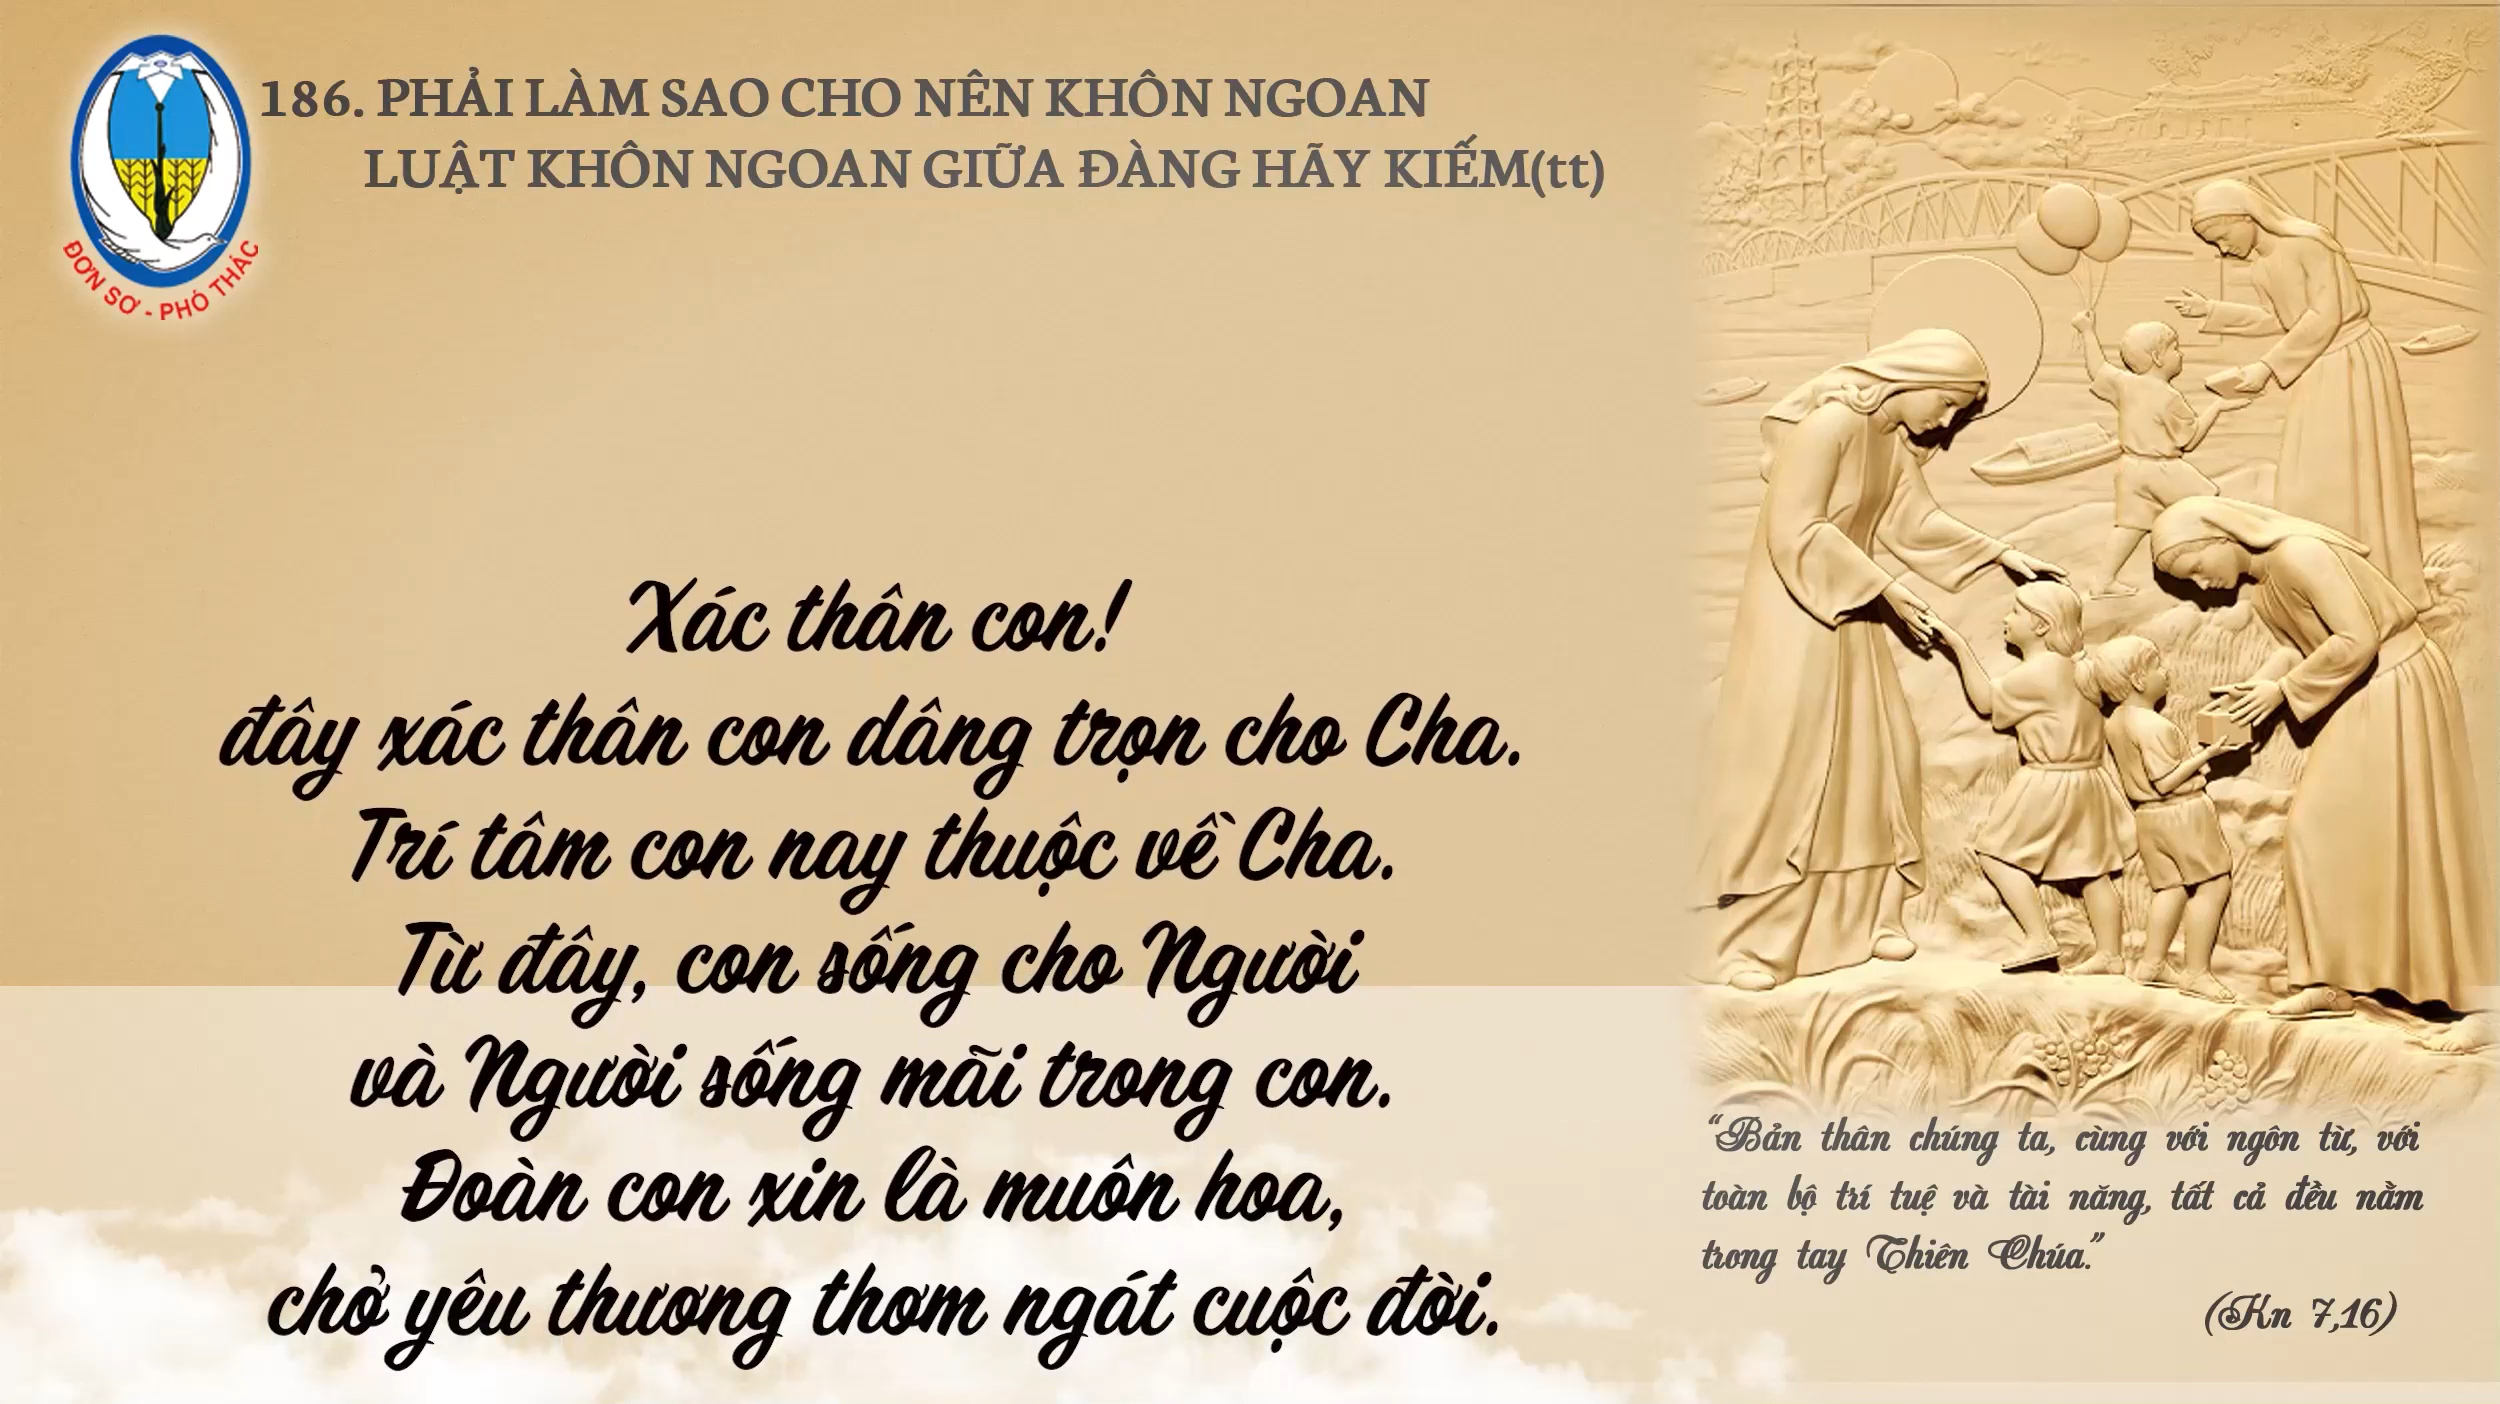 186. PHẢI LÀM SAO CHO NÊN KHÔN NGOAN
LUẬT KHÔN NGOAN GIỮA ĐÀNG HÃY KIẾM(tt)
ĐƠN SƠ - PHÓ THÁC
Xác thân con!
đây xác thân con dâng trọn cho Cha.
Trí tâm con nay thuộc về Cha.
Từ đây, con sống cho Người
và Người sống mãi trong con.
Đoàn con xin là muôn hoa,
chở yêu thương thơm ngát cuộc đời.
“Bản thân chúng ta, cùng với ngôn từ, với
toàn bộ trí tuệ và tài năng, tất cả đều nằm
trong tay Thiên Chúa.”
(Kn 7,16)